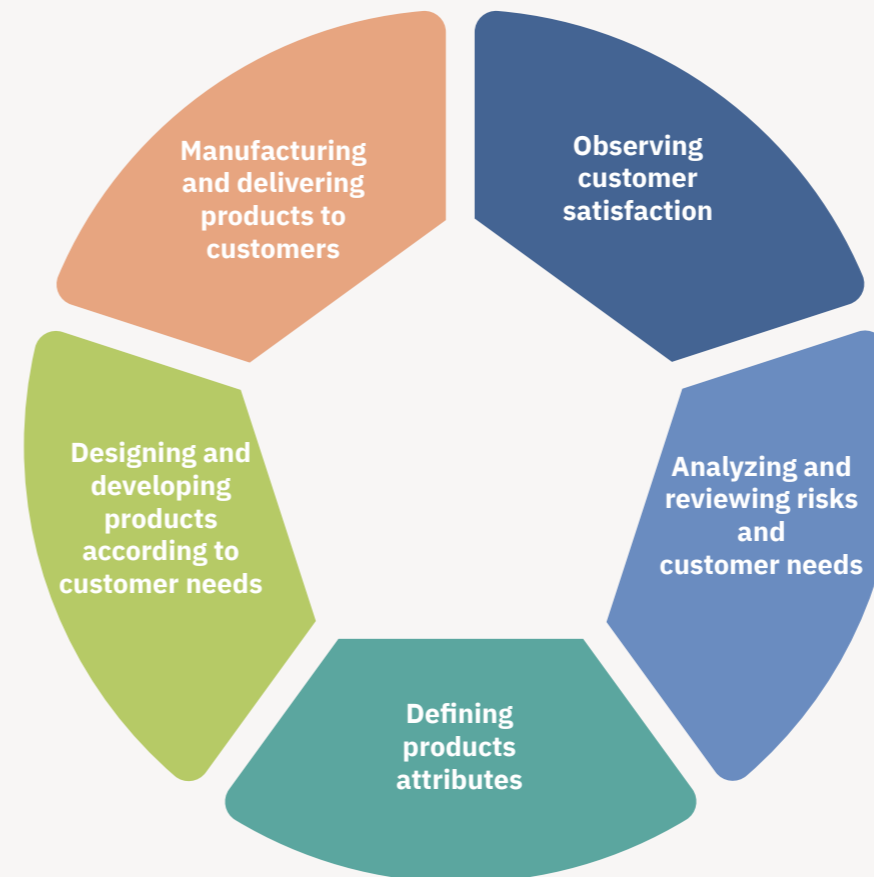 Observing
customer
satisfaction
Analyzing and
reviewing risks
and
customer needs
Defining
products
attributes
Designing and
developing
products
according to
customer needs
Manufacturing
and delivering
products to
customers